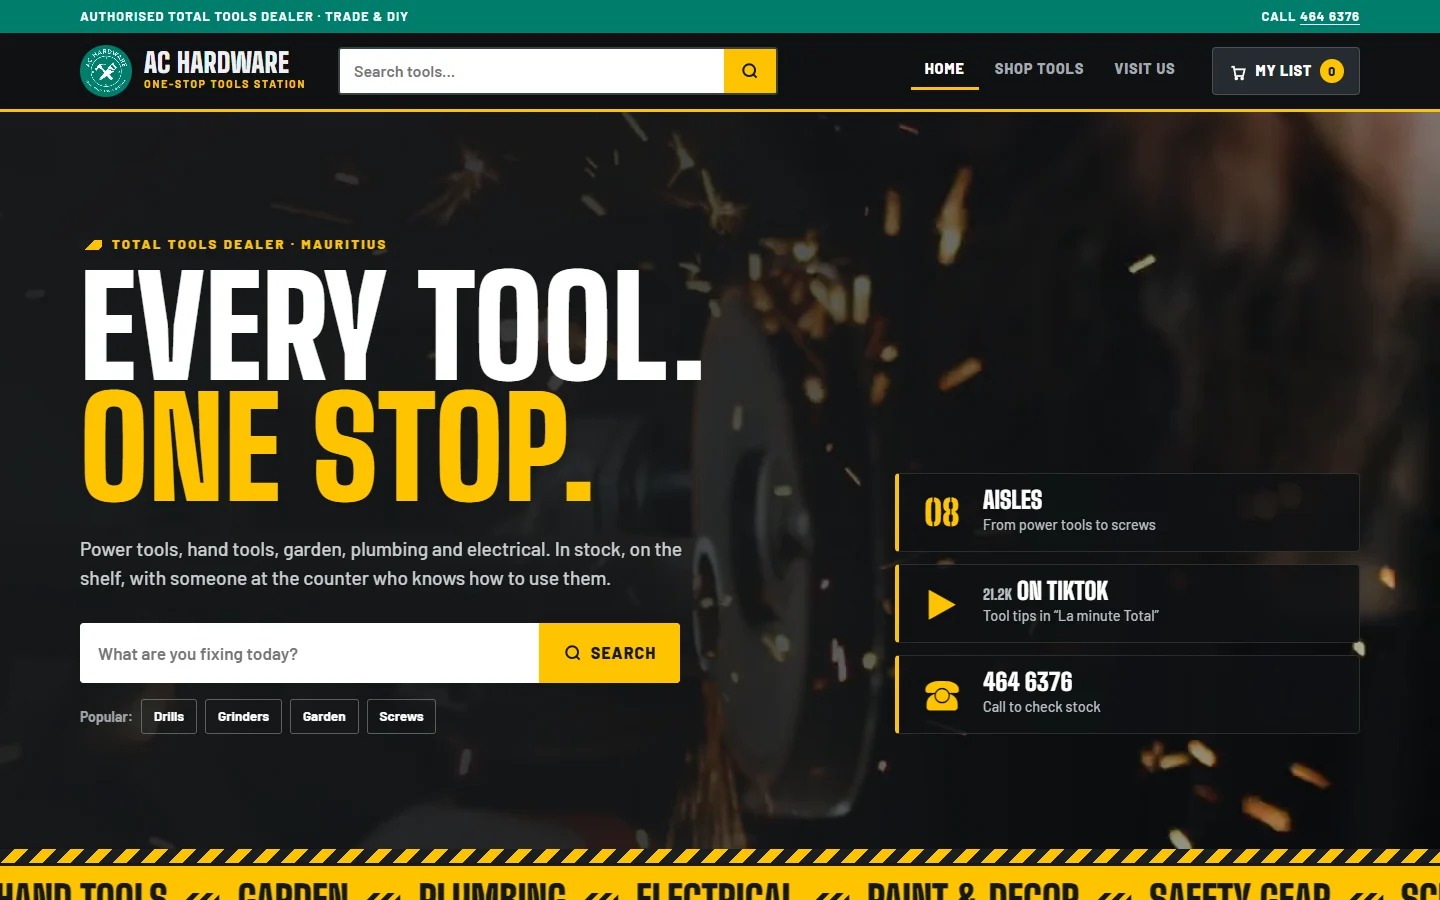 AUTHORISED TOTAL TOOLS DEALER · TRADE & DIY
CALL 464 6376
AC HARDWARE
AC HARDWARE
ONE-STOP TOOLS STATION
Search tools...
HOME
SHOP TOOLS
VISIT US
MY LIST 0
TOTAL TOOLS DEALER · MAURITIUS
EVERY TOOL.
ONE STOP.
Power tools, hand tools, garden, plumbing and electrical. In stock, on the
shelf, with someone at the counter who knows how to use them.
What are you fixing today?
SEARCH
Popular:
Drills
Grinders
Garden
Screws
08
AISLES
From power tools to screws
21.2K ON TIKTOK
Tool tips in “La minute Total”
464 6376
Call to check stock
HAND TOOLS GARDEN PLUMBING ELECTRICAL PAINT & DECOR SAFETY GEAR SC